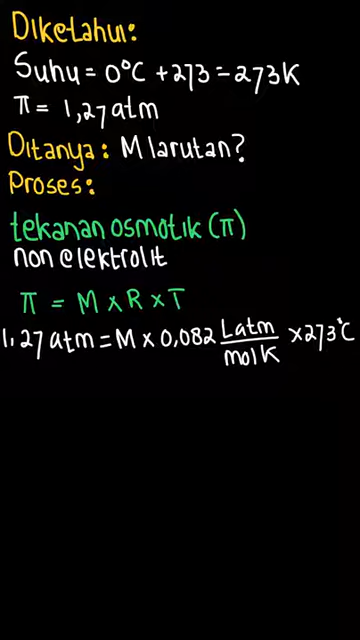 Diketahui:
Suhu = 0°C + 273 = 273K
π = 1,27 atm
Ditanya: M larutan?
Proses:
tekanan osmotik (π)
non elektrolit
π = M × R × T
1,27 atm = M × 0,082 L atm / mol K × 273°C